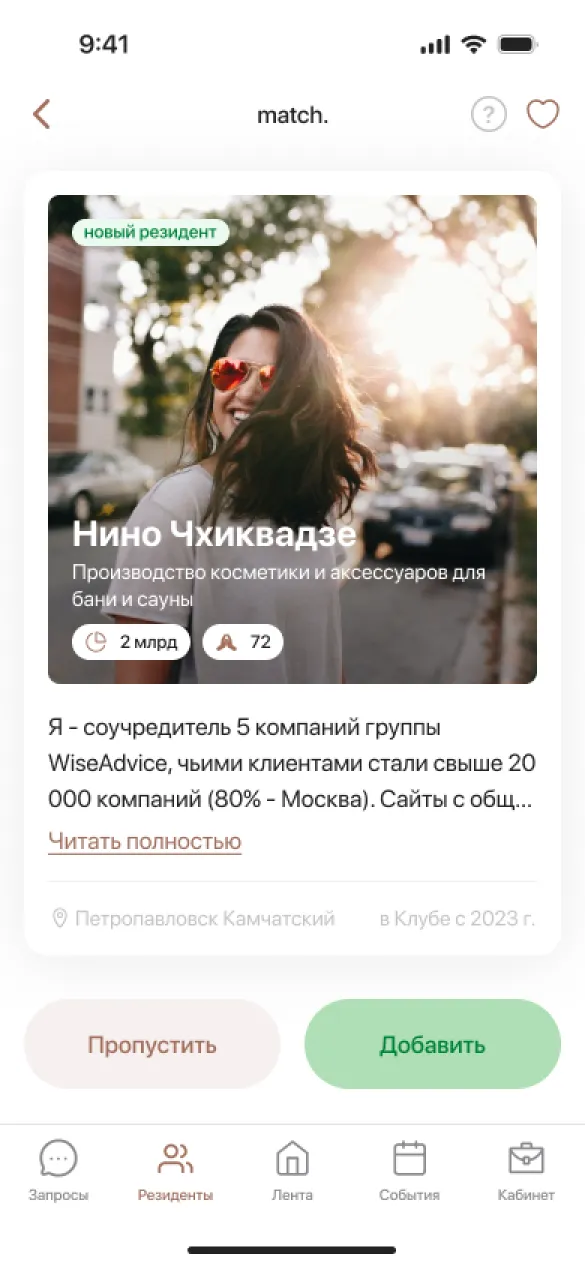 9:41
match.
?
новый резидент
Нино Чхиквадзе
Производство косметики и аксессуаров для
бани и сауны
2 млрд
72
Я - соучредитель 5 компаний группы
WiseAdvice, чьими клиентами стали свыше 20
000 компаний (80% - Москва). Сайты с общ...
Читать полностью
Петропавловск Камчатский
в Клубе с 2023 г.
Пропустить
Добавить
Запросы
Резиденты
Лента
События
Кабинет